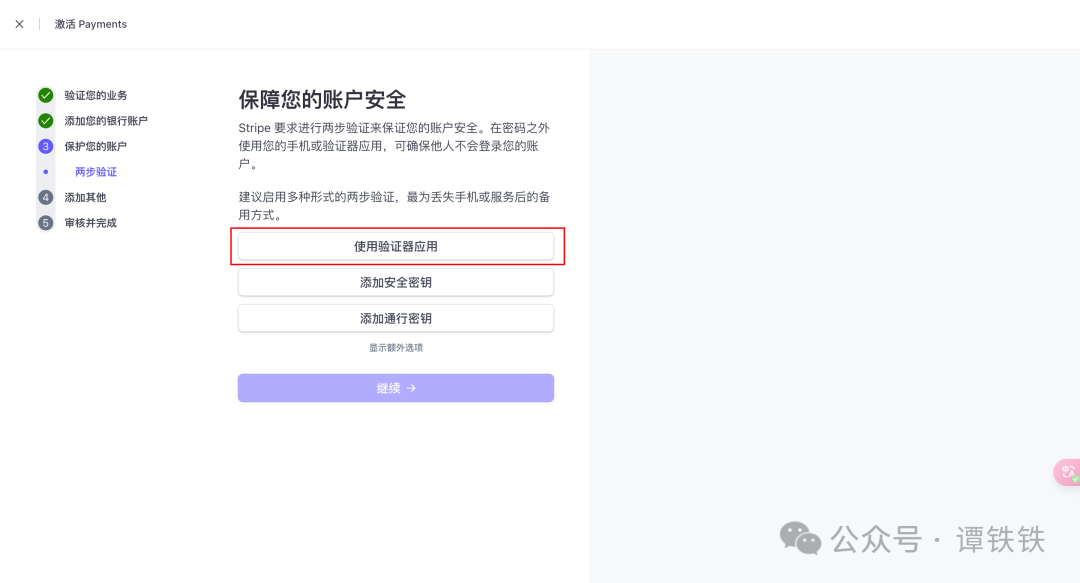 激活 Payments
验证您的业务
添加您的银行账户
3 保护您的账户
两步验证
4 添加其他
5 审核并完成
保障您的账户安全
Stripe 要求进行两步验证来保证您的账户安全。在密码之外
使用您的手机或验证器应用，可确保他人不会登录您的账
户。
建议启用多种形式的两步验证，最为丢失手机或服务后的备
用方式。
使用验证器应用
添加安全密钥
添加通行密钥
显示额外选项
继续 →
中 A
公众号 · 谭铁铁